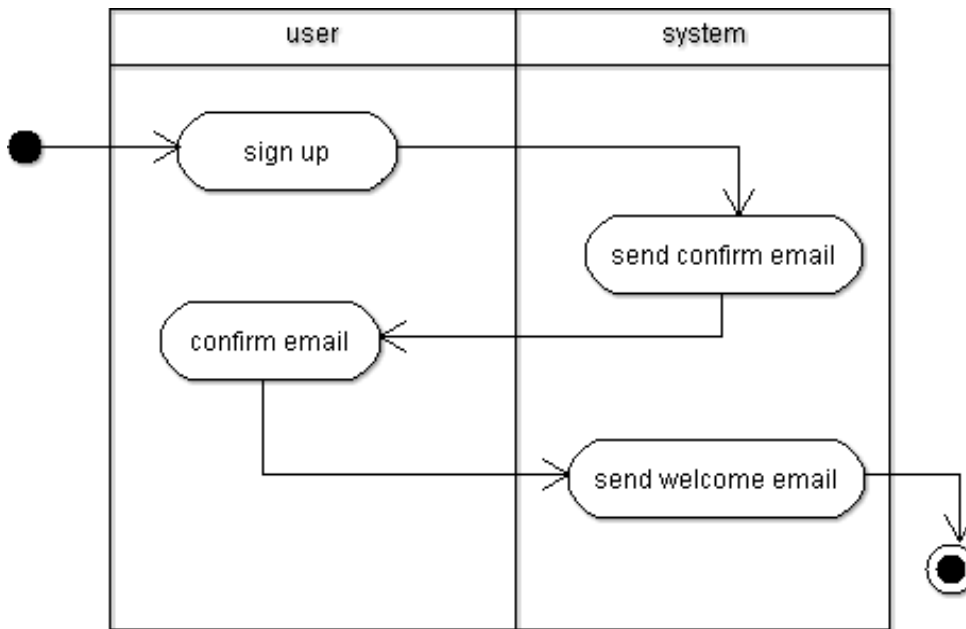 user
system
sign up
send confirm email
confirm email
send welcome email